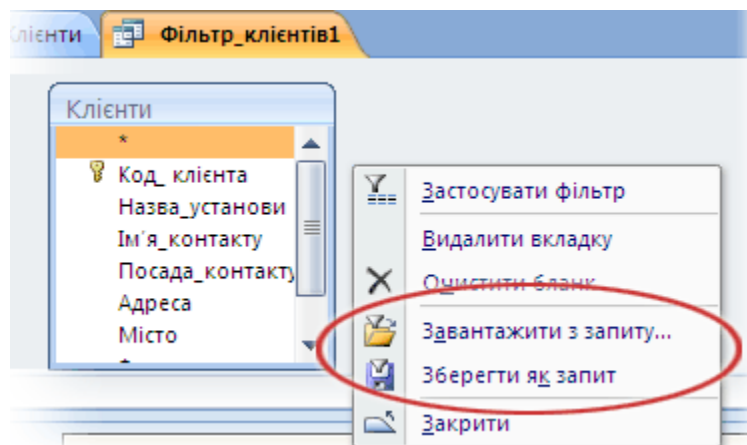 лієнти
Фільтр_клієнтів1
Клієнти
*
Код_ клієнта
Назва_установи
Ім´я_контакту
Посада_контакту
Адреса
Місто
Застосувати фільтр
Видалити вкладку
Очистити бланк
Завантажити з запиту...
Зберегти як запит
Закрити